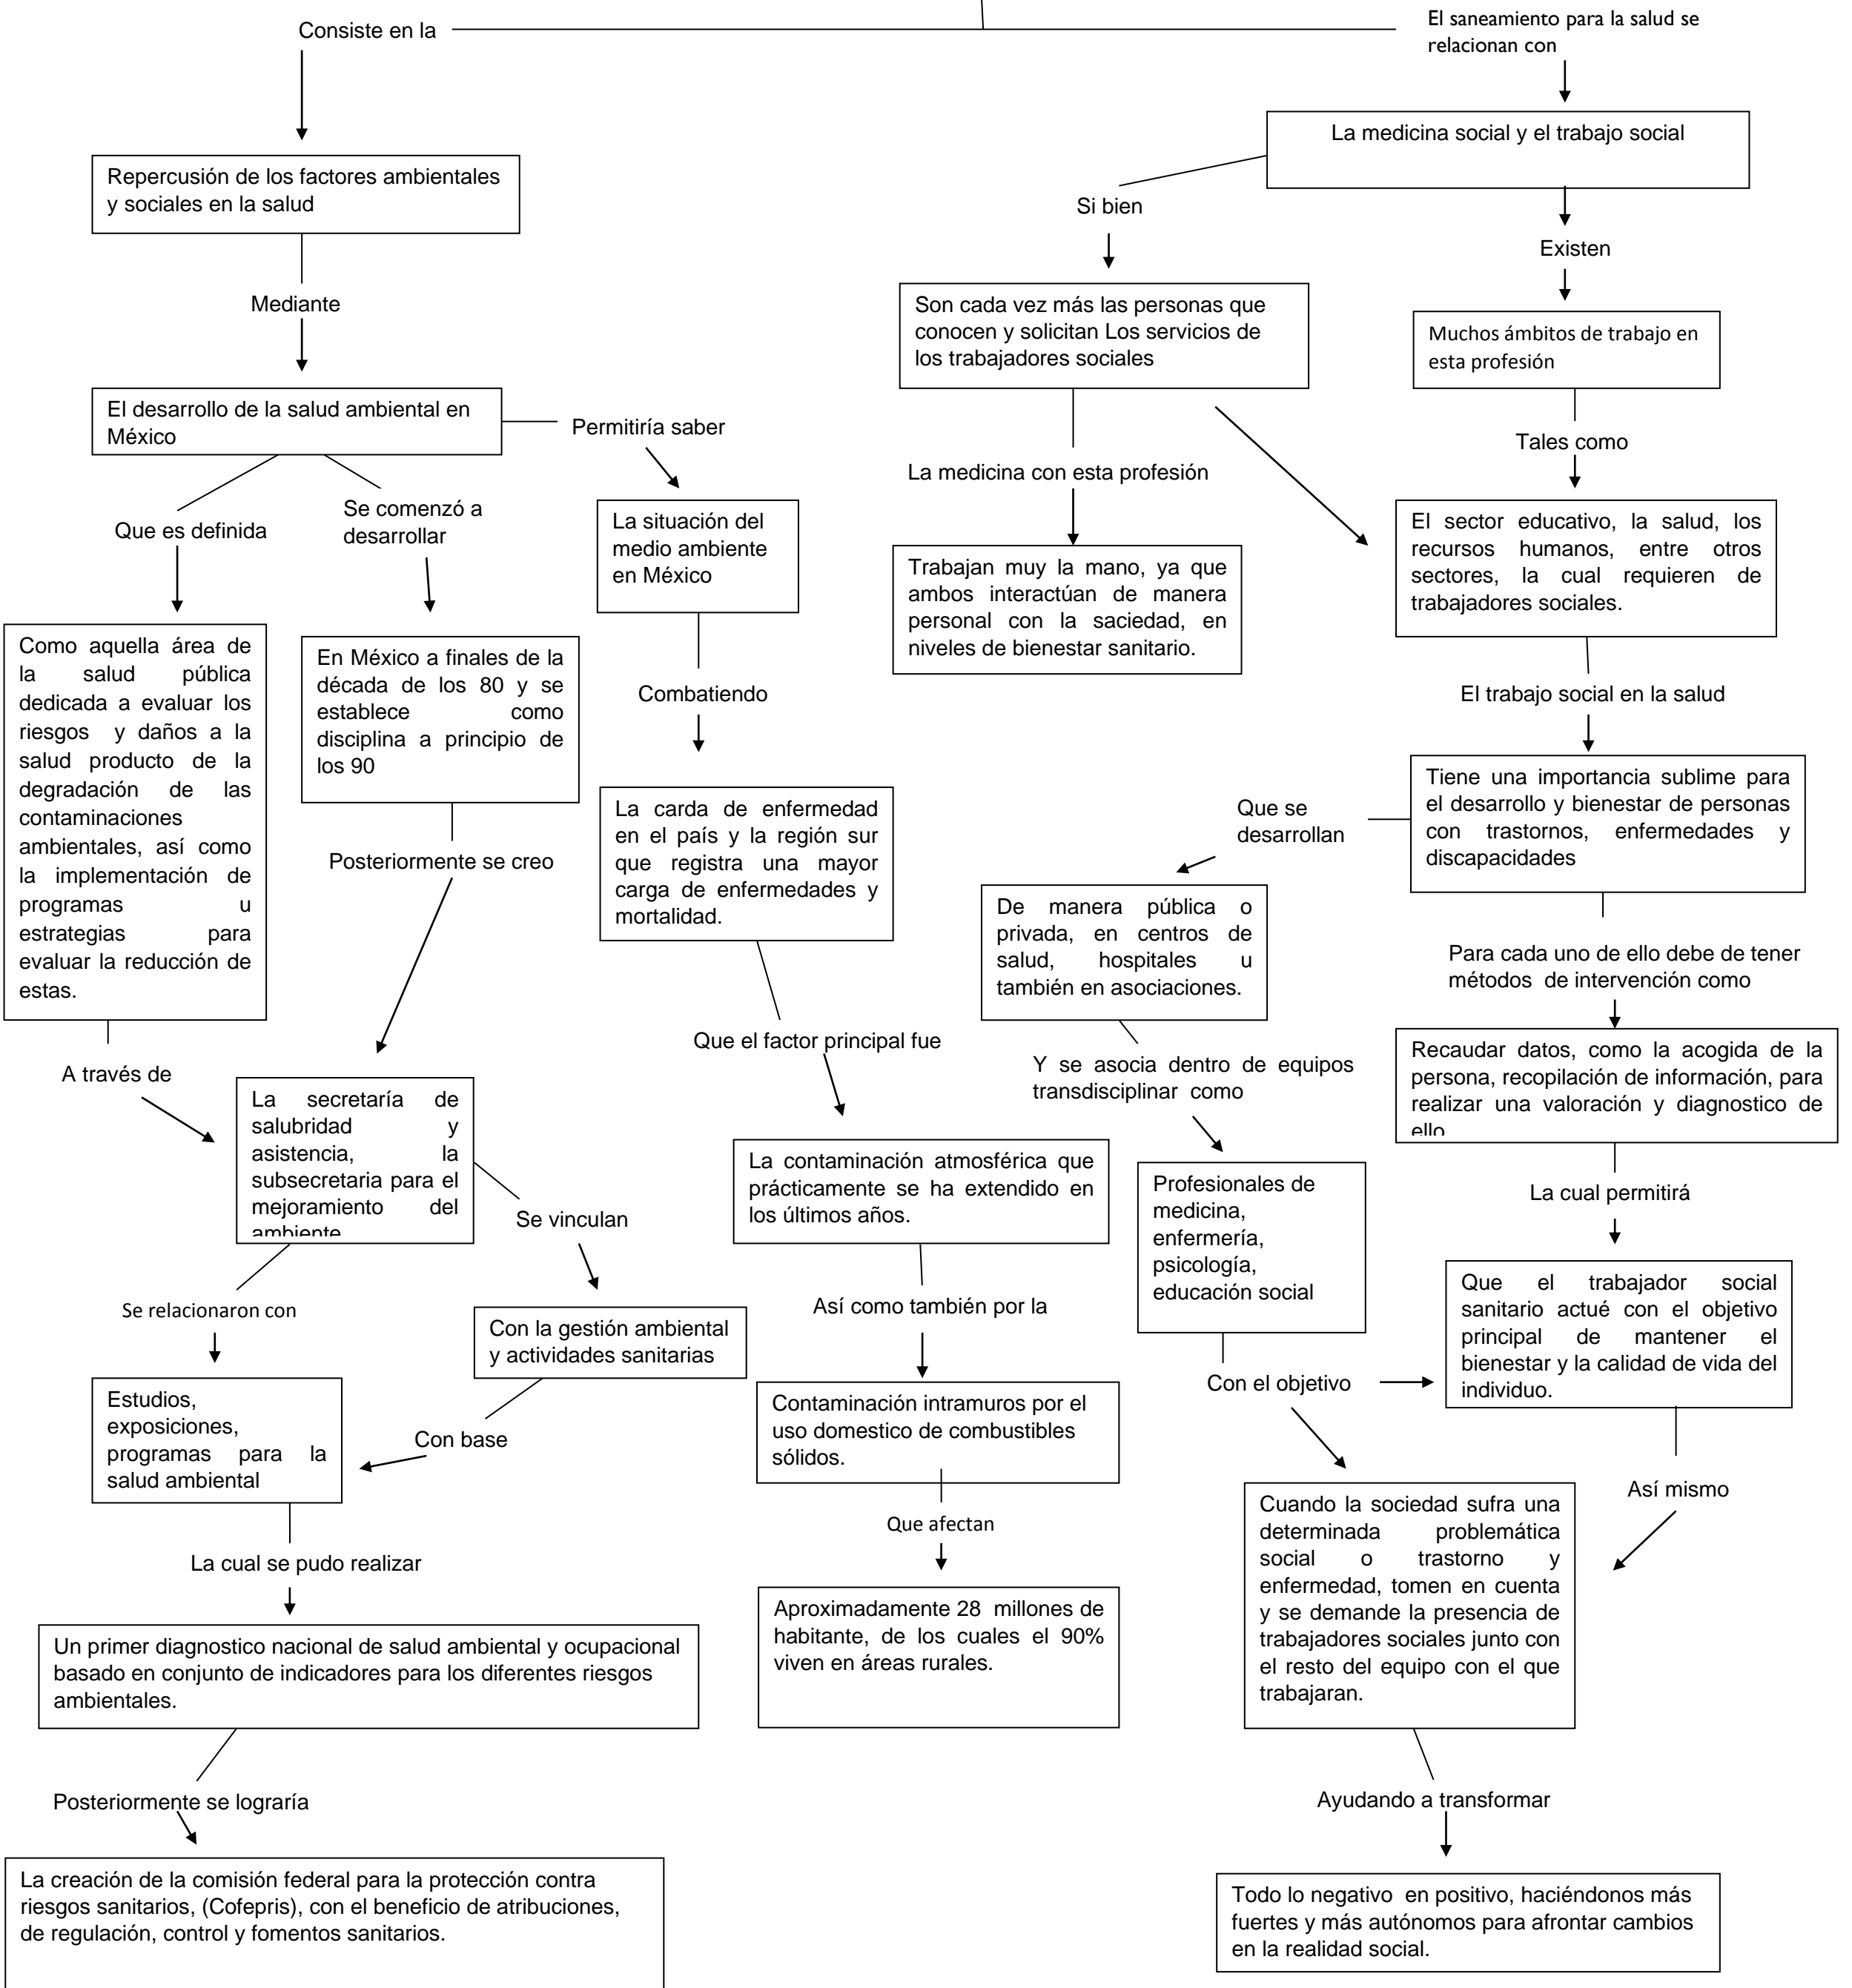 Consiste en la
El saneamiento para la salud se
relacionan con
La medicina social y el trabajo social
Repercusión de los factores ambientales
y sociales en la salud
Si bien
Existen
Mediante
Son cada vez más las personas que
conocen y solicitan Los servicios de
los trabajadores sociales
Muchos ámbitos de trabajo en
esta profesión
El desarrollo de la salud ambiental en
México
Permitiría saber
Tales como
La medicina con esta profesión
Que es definida
Se comenzó a
desarrollar
La situación del
medio ambiente
en México
El sector educativo, la salud, los
recursos humanos, entre otros
sectores, la cual requieren de
trabajadores sociales.
Trabajan muy la mano, ya que
ambos interactúan de manera
personal con la saciedad, en
niveles de bienestar sanitario.
Como aquella área de
la salud pública
dedicada a evaluar los
riesgos y daños a la
salud producto de la
degradación de las
contaminaciones
ambientales, así como
la implementación de
programas u
estrategias para
evaluar la reducción de
estas.
En México a finales de la
década de los 80 y se
establece como
disciplina a principio de
los 90
Combatiendo
El trabajo social en la salud
Tiene una importancia sublime para
el desarrollo y bienestar de personas
con trastornos, enfermedades y
discapacidades
La carda de enfermedad
en el país y la región sur
que registra una mayor
carga de enfermedades y
mortalidad.
Que se
desarrollan
Posteriormente se creo
De manera pública o
privada, en centros de
salud, hospitales u
también en asociaciones.
Para cada uno de ello debe de tener
métodos de intervención como
Que el factor principal fue
Y se asocia dentro de equipos
transdisciplinar como
Recaudar datos, como la acogida de la
persona, recopilación de información, para
realizar una valoración y diagnostico de
ello
A través de
La secretaría de
salubridad y
asistencia, la
subsecretaria para el
mejoramiento del
ambiente
La contaminación atmosférica que
prácticamente se ha extendido en
los últimos años.
Profesionales de
medicina,
enfermería,
psicología,
educación social
La cual permitirá
Se vinculan
Que el trabajador social
sanitario actué con el objetivo
principal de mantener el
bienestar y la calidad de vida del
individuo.
Se relacionaron con
Con la gestión ambiental
y actividades sanitarias
Así como también por la
Con el objetivo
Estudios,
exposiciones,
programas para la
salud ambiental
Con base
Contaminación intramuros por el
uso domestico de combustibles
sólidos.
Así mismo
Cuando la sociedad sufra una
determinada problemática
social o trastorno y
enfermedad, tomen en cuenta
y se demande la presencia de
trabajadores sociales junto con
el resto del equipo con el que
trabajaran.
Que afectan
La cual se pudo realizar
Aproximadamente 28 millones de
habitante, de los cuales el 90%
viven en áreas rurales.
Un primer diagnostico nacional de salud ambiental y ocupacional
basado en conjunto de indicadores para los diferentes riesgos
ambientales.
Posteriormente se lograría
Ayudando a transformar
La creación de la comisión federal para la protección contra
riesgos sanitarios, (Cofepris), con el beneficio de atribuciones,
de regulación, control y fomentos sanitarios.
Todo lo negativo en positivo, haciéndonos más
fuertes y más autónomos para afrontar cambios
en la realidad social.